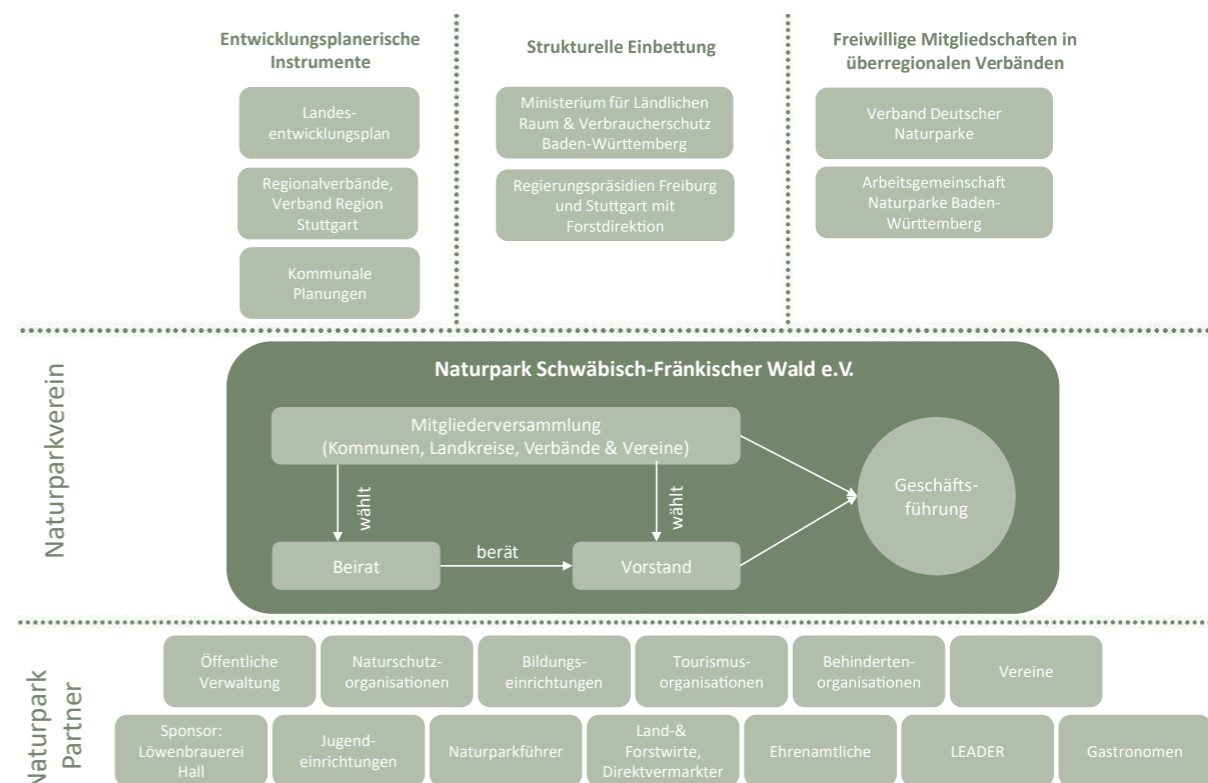 Entwicklungsplanerische
Instrumente
Landes-
entwicklungsplan
Regionalverbände,
Verband Region
Stuttgart
Kommunale
Planungen
Strukturelle Einbettung
Ministerium für Ländlichen
Raum & Verbraucherschutz
Baden-Württemberg
Regierungspräsidien Freiburg
und Stuttgart mit
Forstdirektion
Freiwillige Mitgliedschaften in
überregionalen Verbänden
Verband Deutscher
Naturparke
Arbeitsgemeinschaft
Naturparke Baden-
Württemberg
Naturparkverein
Naturpark Schwäbisch-Fränkischer Wald e.V.
Mitgliederversammlung
(Kommunen, Landkreise, Verbände & Vereine)
wählt
wählt
Beirat
berät
Vorstand
Geschäfts-
führung
Naturpark
Partner
Öffentliche
Verwaltung
Naturschutz-
organisationen
Bildungs-
einrichtungen
Tourismus-
organisationen
Behinderten-
organisationen
Vereine
Sponsor:
Löwenbrauerei
Hall
Jugend-
einrichtungen
Naturparkführer
Land-&
Forstwirte,
Direktvermarkter
Ehrenamtliche
LEADER
Gastronomen